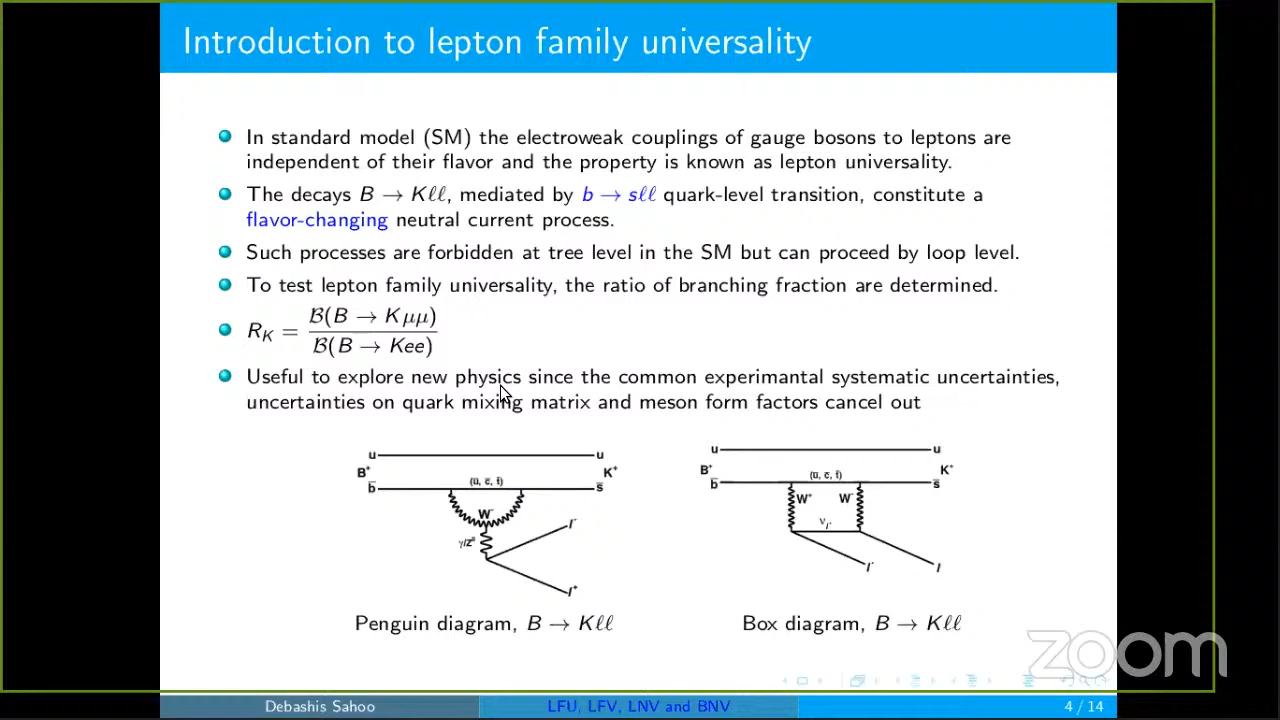 Introduction to lepton family universality
In standard model (SM) the electroweak couplings of gauge bosons to leptons are
independent of their flavor and the property is known as lepton universality.
The decays B → Kℓℓ, mediated by b → sℓℓ quark-level transition, constitute a
flavor-changing neutral current process.
Such processes are forbidden at tree level in the SM but can proceed by loop level.
To test lepton family universality, the ratio of branching fraction are determined.
R_K = B(B → Kμμ) / B(B → Kee)
Useful to explore new physics since the common experimantal systematic uncertainties,
uncertainties on quark mixing matrix and meson form factors cancel out
u u
B⁺ K⁺
(u̅, c̅, t̅)
b̅ s̅
W⁻
γ/Z⁰
l⁻
l⁺
Penguin diagram, B → Kℓℓ
u u
B⁺ K⁺
(u̅, c̅, t̅)
b̅ s̅
W⁺ W⁻
ν_l⁻
l⁻ l
Box diagram, B → Kℓℓ
zoom
Debashis Sahoo LFU, LFV, LNV and BNV 4 / 14